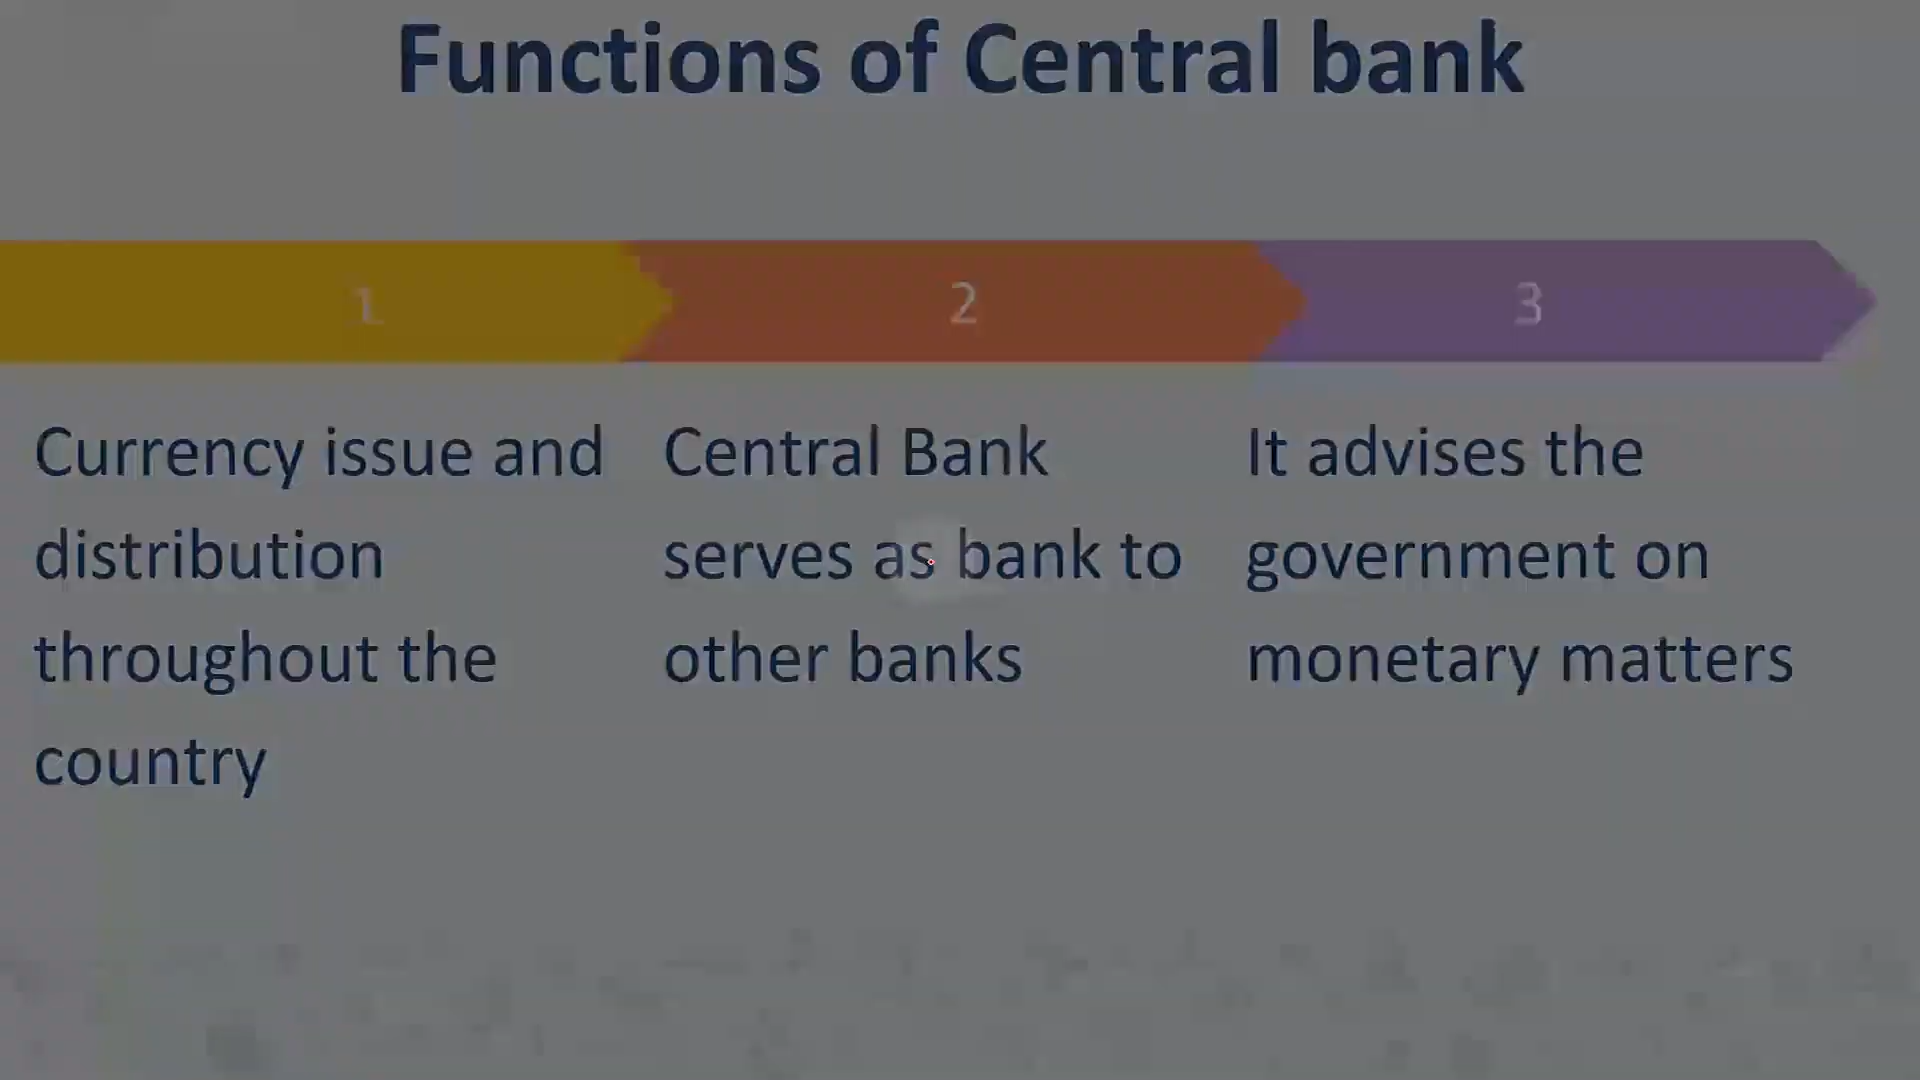 Functions of Central bank
1
2
3
Currency issue and
distribution
throughout the
country
Central Bank
serves as bank to
other banks
It advises the
government on
monetary matters